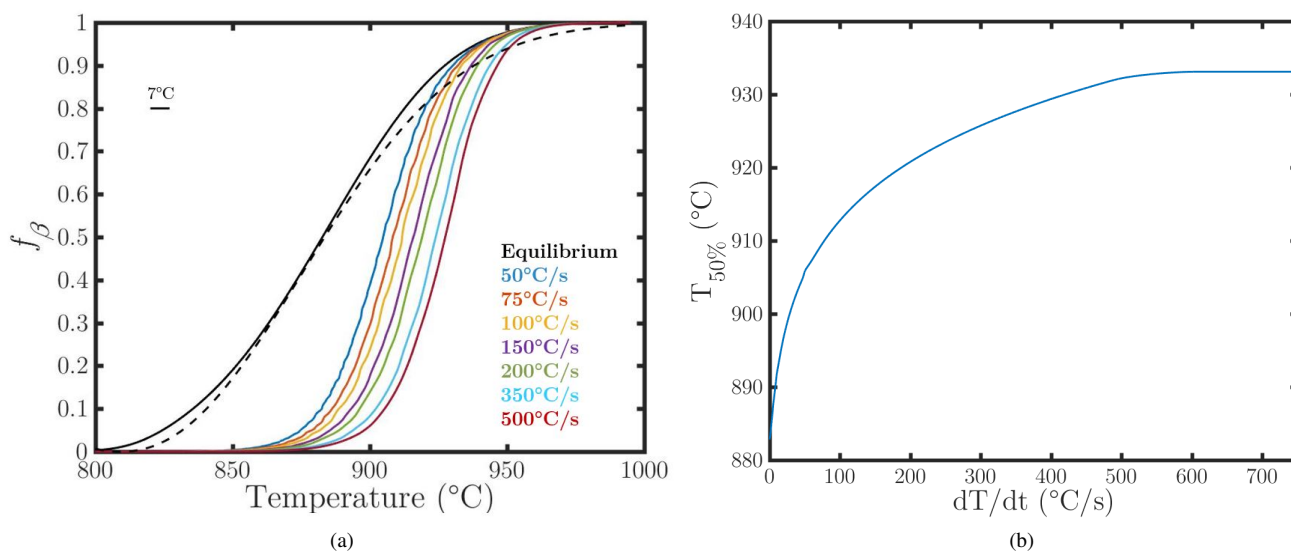 1
0.9
0.8
0.7
0.6
0.5
0.4
0.3
0.2
0.1
0
f_β
7°C
Equilibrium
50°C/s
75°C/s
100°C/s
150°C/s
200°C/s
350°C/s
500°C/s
800 850 900 950 1000
Temperature (°C)
(a)
940
930
920
910
900
890
880
T_50% (°C)
0 100 200 300 400 500 600 700
dT/dt (°C/s)
(b)